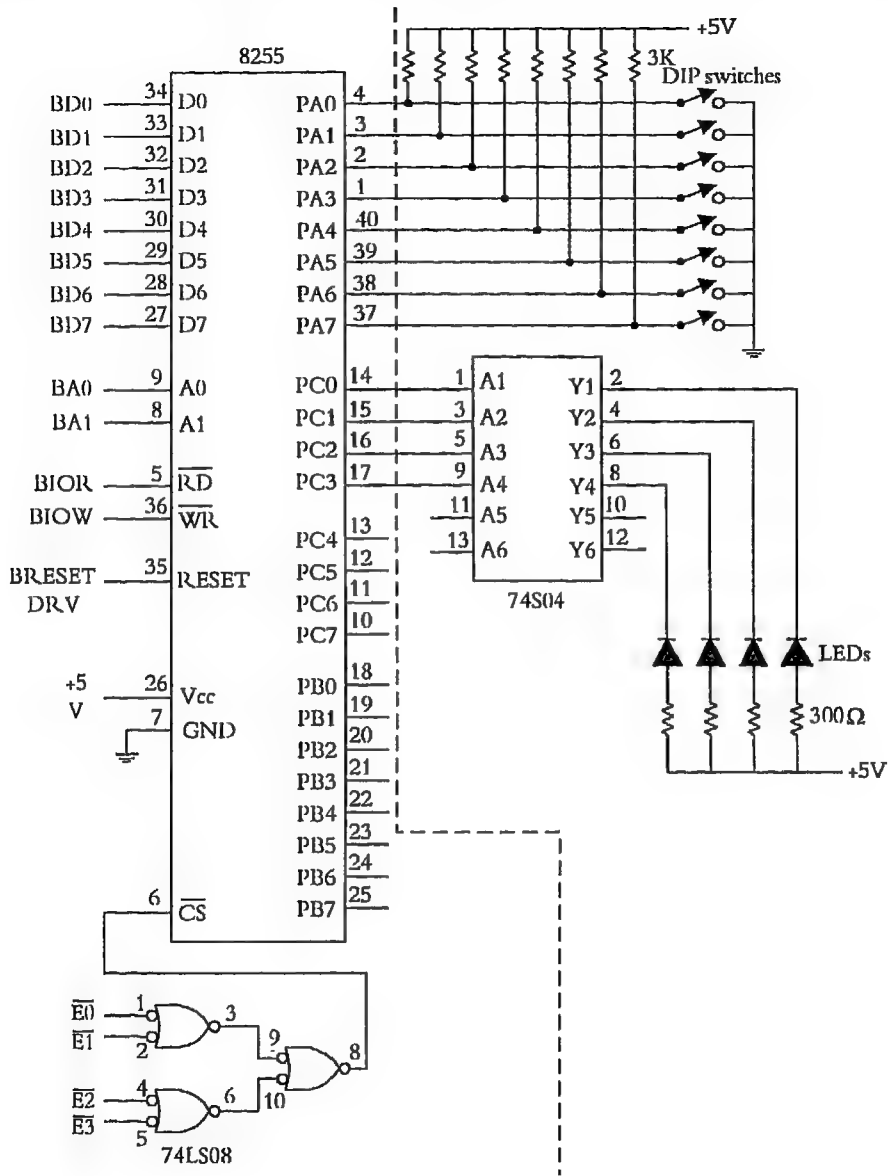 +5V
8255
3K
DIP switches
BD0 34 D0 PA0 4
BD1 33 D1 PA1 3
BD2 32 D2 PA2 2
BD3 31 D3 PA3 1
BD4 30 D4 PA4 40
BD5 29 D5 PA5 39
BD6 28 D6 PA6 38
BD7 27 D7 PA7 37
BA0 9 A0 PC0 14 1 A1 Y1 2
BA1 8 A1 PC1 15 3 A2 Y2 4
PC2 16 5 A3 Y3 6
BIOR 5 R̅D̅ PC3 17 9 A4 Y4 8
BIOW 36 W̅R̅ 11 A5 Y5 10
PC4 13 13 A6 Y6 12
BRESET 35 RESET PC5 12
DRV PC6 11 74S04
PC7 10
LEDs
+5 V 26 Vcc PB0 18
7 GND PB1 19 300Ω
PB2 20
PB3 21 +5V
PB4 22
PB5 23
PB6 24
6 C̅S̅ PB7 25
E̅0̅ 1 3
E̅1̅ 2 9 8
E̅2̅ 4 6 10
E̅3̅ 5
74LS08